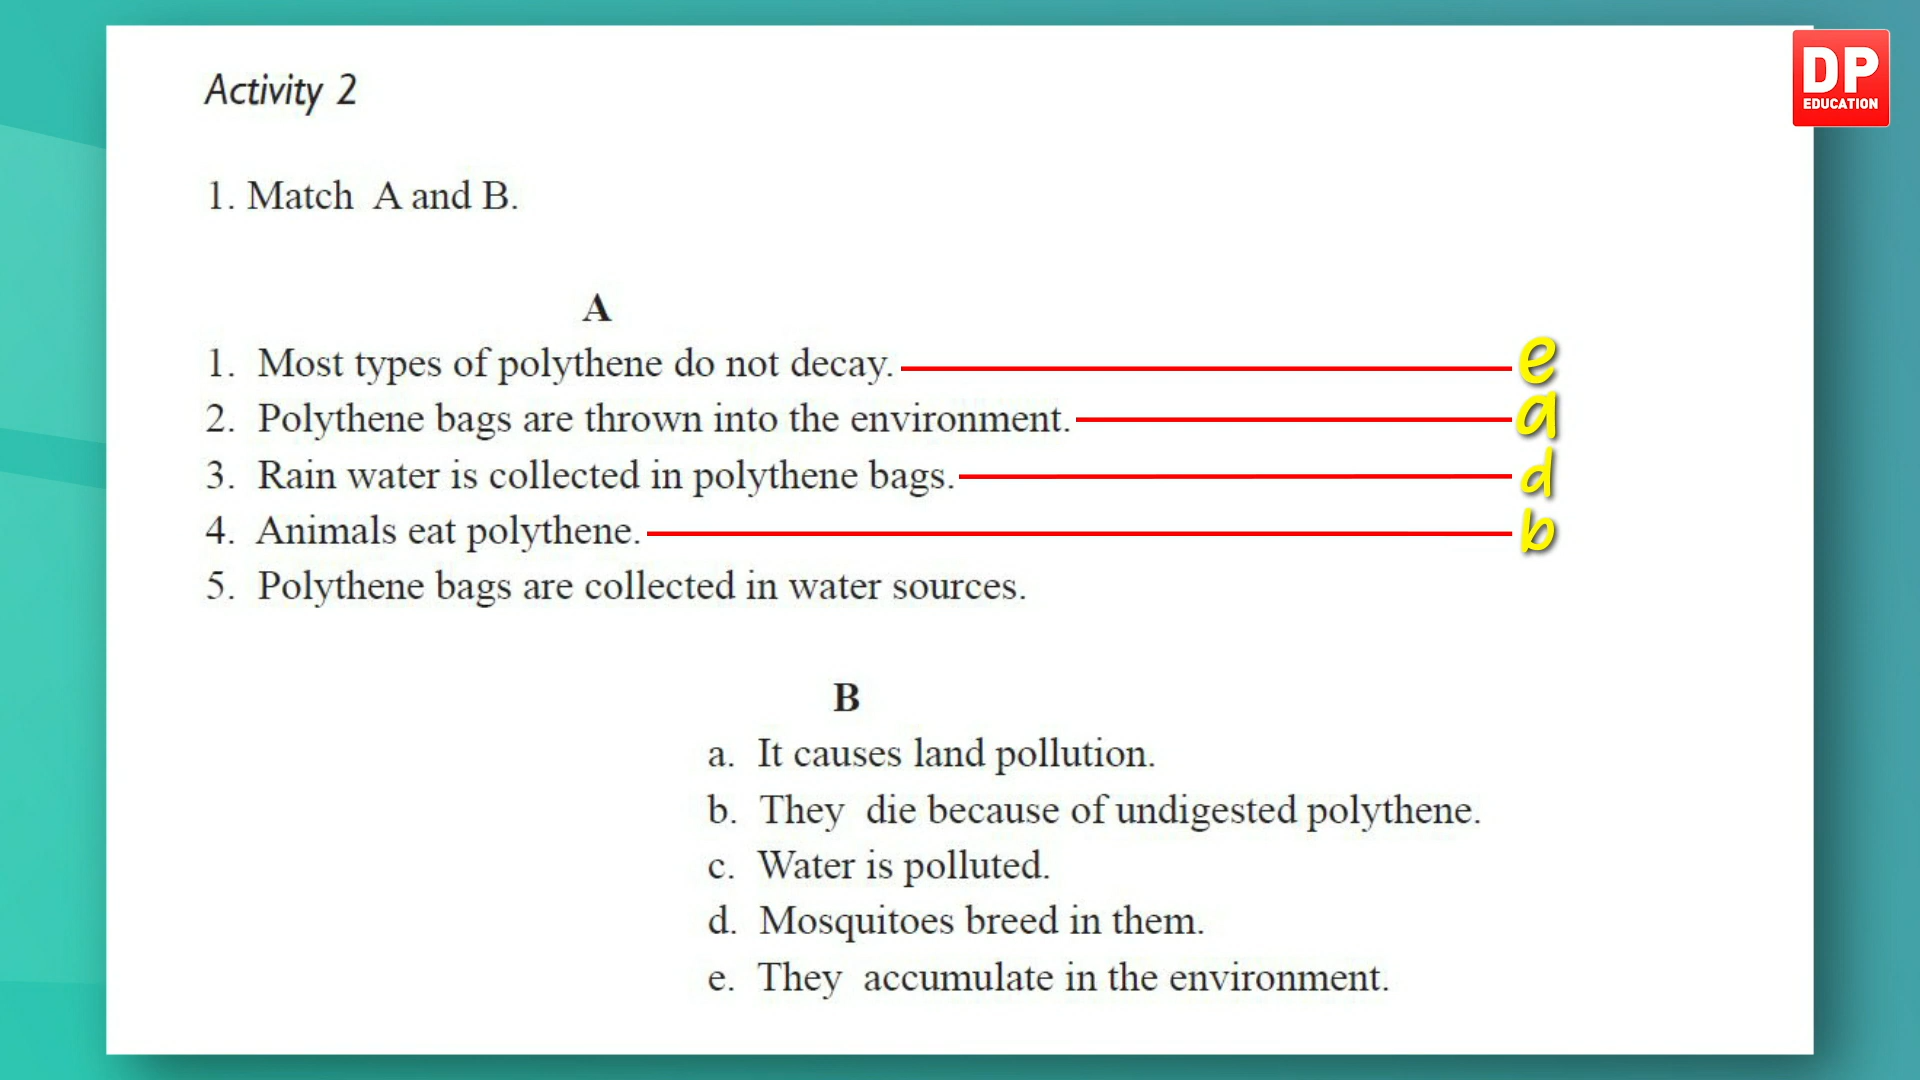 DP
EDUCATION
Activity 2
1. Match A and B.
A
1. Most types of polythene do not decay. e
2. Polythene bags are thrown into the environment. a
3. Rain water is collected in polythene bags. d
4. Animals eat polythene. b
5. Polythene bags are collected in water sources.
B
a. It causes land pollution.
b. They die because of undigested polythene.
c. Water is polluted.
d. Mosquitoes breed in them.
e. They accumulate in the environment.